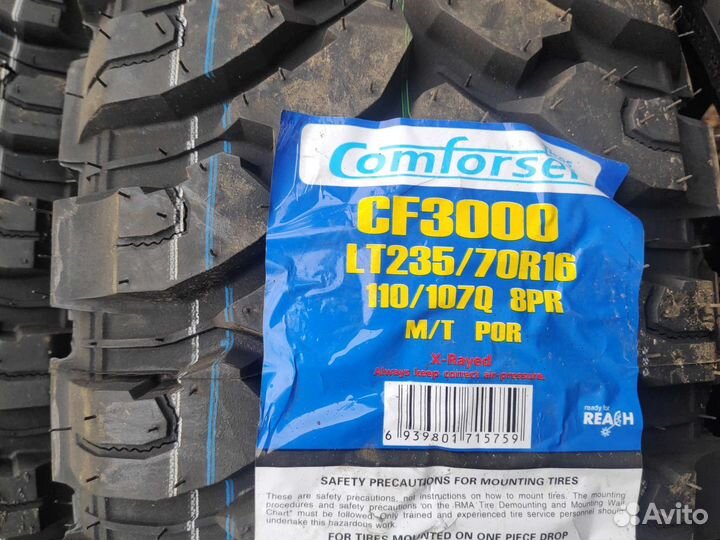 Comforser
CF3000
LT235/70R16
110/107Q 8PR
M/T POR
X-Rayed
Always keep correct air-pressure.
6 939801 715759
ready for
REACH
SAFETY PRECAUTIONS FOR MOUNTING TIRES
These are safety precautions, not instructions on how to mount tires. The mounting
procedures and safety precautions on the RMA Tire Demounting and Mounting Wall
Chart" must be followed. Only trained and experienced tire service personnel should
undertake this hazardous work.
FOR TIRES MOUNTED ON ONE PIECE DROP
Avito